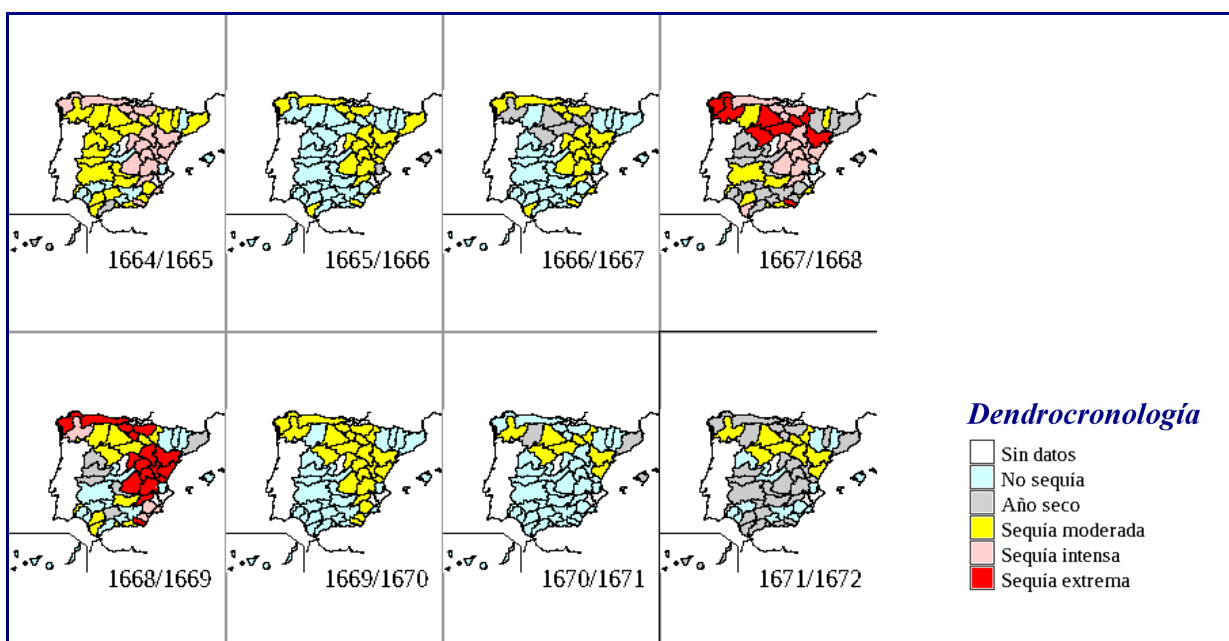 1664/1665
1665/1666
1666/1667
1667/1668
1668/1669
1669/1670
1670/1671
1671/1672
Dendrocronología
Sin datos
No sequía
Año seco
Sequía moderada
Sequía intensa
Sequía extrema